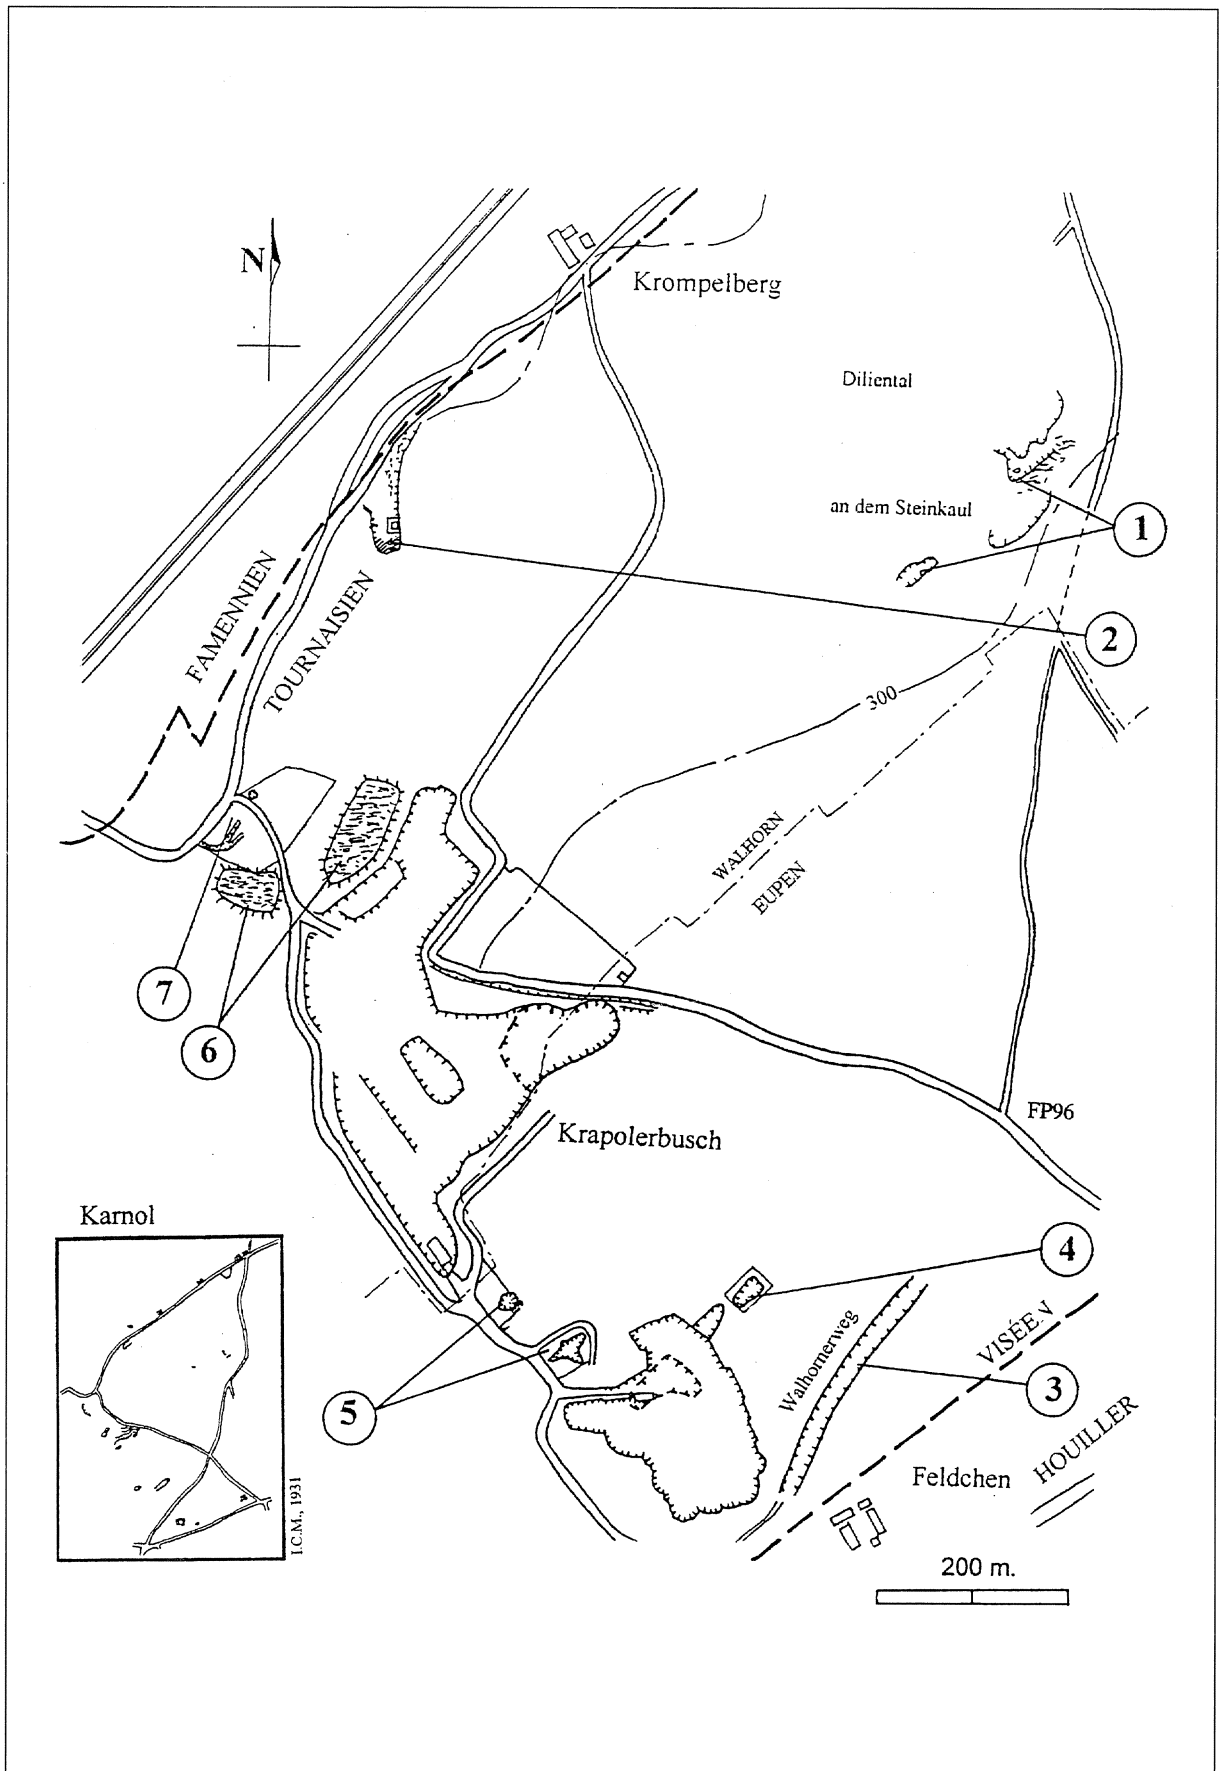 N
Krompelberg
Diliental
an dem Steinkaul
1
2
FAMENNIEN
TOURNAISIEN
300
WALHORN
EUPEN
7
6
FP96
Krapolerbusch
Karnol
I.C.M., 1931
4
5
Walhornerweg
VISÉEN
3
HOUILLER
Feldchen
200 m.